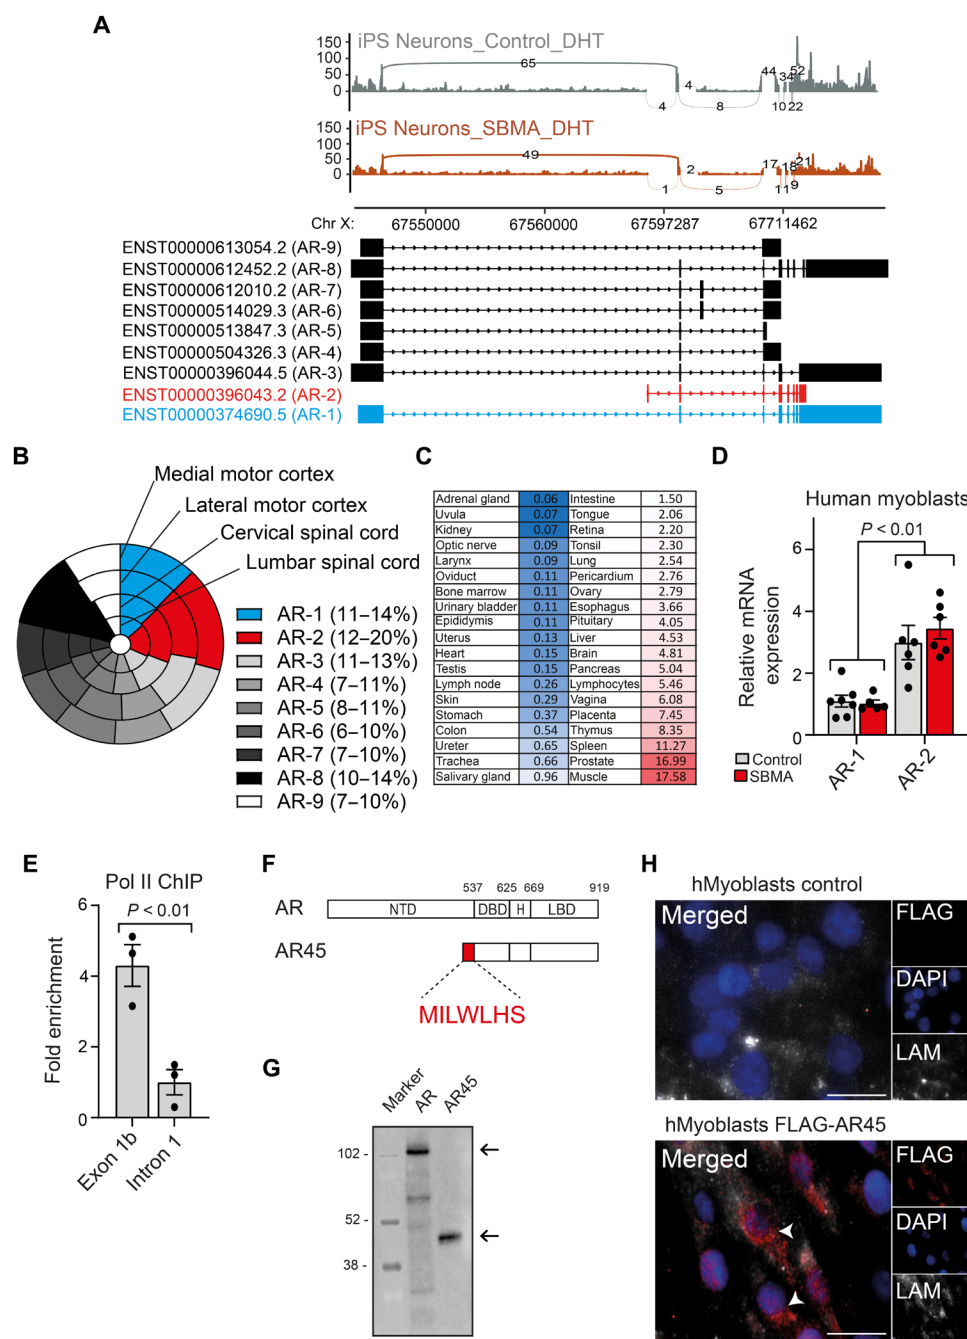 A
iPS Neurons_Control_DHT
150
100
50
0
65
4
4
8
44
34
52
10
22
iPS Neurons_SBMA_DHT
150
100
50
0
49
2
1
5
17
18
21
11
19
Chr X: 67550000 67560000 67597287 67711462
ENST00000613054.2 (AR-9)
ENST00000612452.2 (AR-8)
ENST00000612010.2 (AR-7)
ENST00000514029.3 (AR-6)
ENST00000513847.3 (AR-5)
ENST00000504326.3 (AR-4)
ENST00000396044.5 (AR-3)
ENST00000396043.2 (AR-2)
ENST00000374690.5 (AR-1)
B
Medial motor cortex
Lateral motor cortex
Cervical spinal cord
Lumbar spinal cord
AR-1 (11–14%)
AR-2 (12–20%)
AR-3 (11–13%)
AR-4 (7–11%)
AR-5 (8–11%)
AR-6 (6–10%)
AR-7 (7–10%)
AR-8 (10–14%)
AR-9 (7–10%)
C
Adrenal gland 0.06 Intestine 1.50
Uvula 0.07 Tongue 2.06
Kidney 0.07 Retina 2.20
Optic nerve 0.09 Tonsil 2.30
Larynx 0.09 Lung 2.54
Oviduct 0.11 Pericardium 2.76
Bone marrow 0.11 Ovary 2.79
Urinary bladder 0.11 Esophagus 3.66
Epididymis 0.11 Pituitary 4.05
Uterus 0.13 Liver 4.53
Heart 0.15 Brain 4.81
Testis 0.15 Pancreas 5.04
Lymph node 0.26 Lymphocytes 5.46
Skin 0.29 Vagina 6.08
Stomach 0.37 Placenta 7.45
Colon 0.54 Thymus 8.35
Ureter 0.65 Spleen 11.27
Trachea 0.66 Prostate 16.99
Salivary gland 0.96 Muscle 17.58
D
Human myoblasts
P < 0.01
Relative mRNA
expression
6
4
2
0
AR-1
AR-2
Control
SBMA
E
Pol II ChIP
P < 0.01
Fold enrichment
6
4
2
0
Exon 1b
Intron 1
F
537 625 669 919
AR NTD DBD H LBD
AR45
MILWLHS
G
Marker
AR
AR45
102 -
52 -
38 -
H
hMyoblasts control
Merged
FLAG
DAPI
LAM
hMyoblasts FLAG-AR45
Merged
FLAG
DAPI
LAM